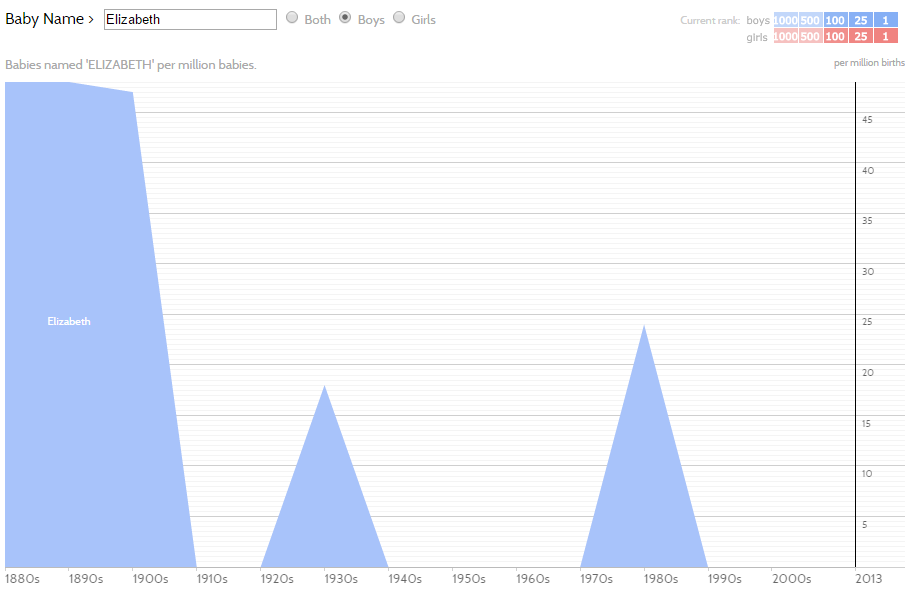 Baby Name > Elizabeth Both Boys Girls
Current rank: boys 1000 500 100 25 1
girls 1000 500 100 25 1
Babies named 'ELIZABETH' per million babies.
per million births
45
40
35
30
25
Elizabeth
20
15
10
5
1880s 1890s 1900s 1910s 1920s 1930s 1940s 1950s 1960s 1970s 1980s 1990s 2000s 2013